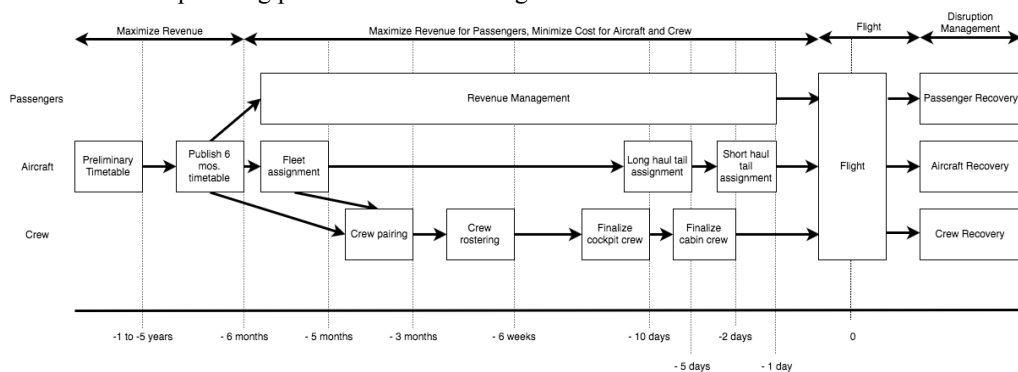 Maximize Revenue
Maximize Revenue for Passengers, Minimize Cost for Aircraft and Crew
Flight
Disruption
Management
Passengers
Revenue Management
Passenger Recovery
Aircraft
Preliminary
Timetable
Publish 6
mos.
timetable
Fleet
assignment
Long haul tail
assignment
Short haul
tail
assignment
Flight
Aircraft Recovery
Crew
Crew pairing
Crew
rostering
Finalize
cockpit crew
Finalize
cabin crew
Crew Recovery
-1 to -5 years
- 6 months
- 5 months
- 3 months
- 6 weeks
- 10 days
-2 days
0
- 5 days
- 1 day